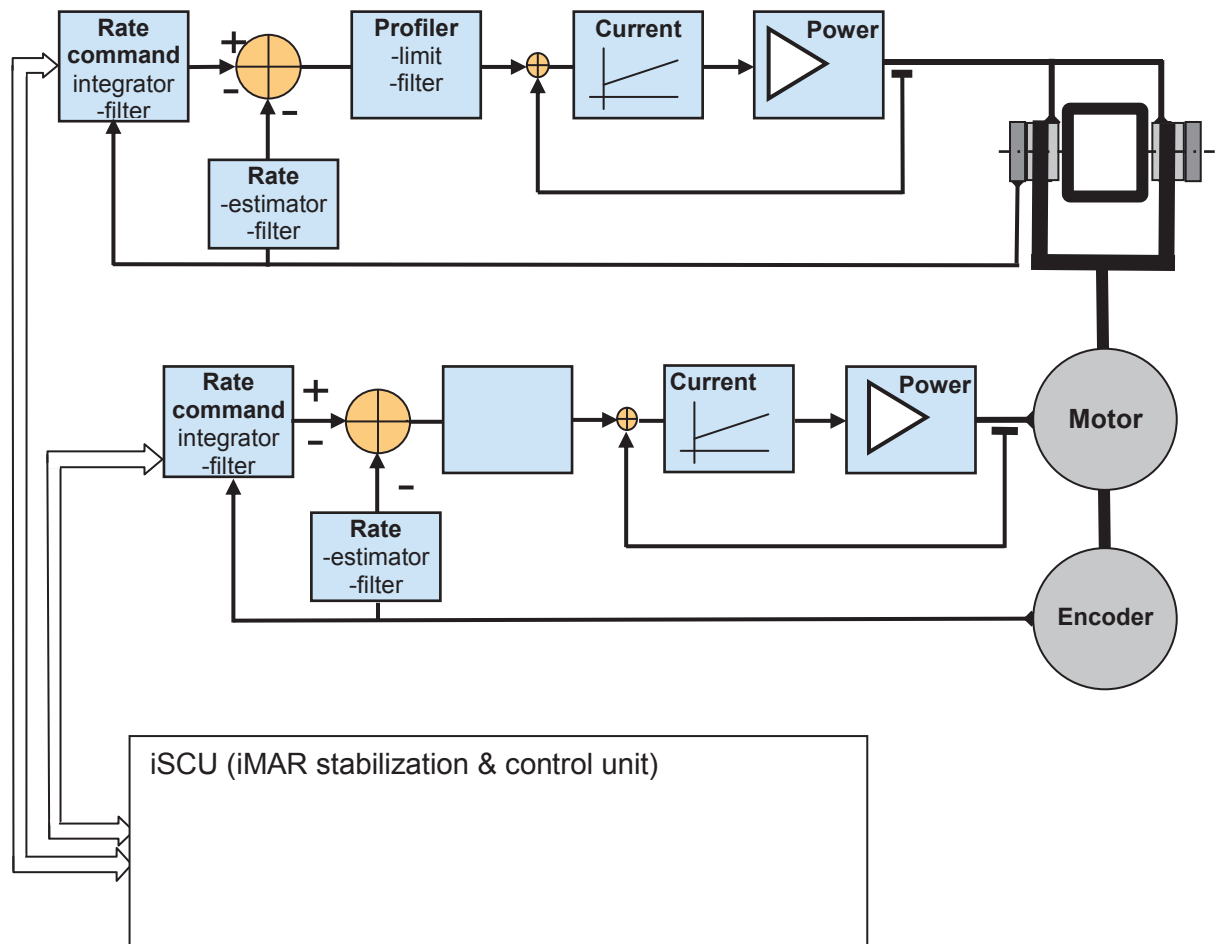 Rate
command
integrator
-filter
+
-
-
Profiler
-limit
-filter
Current
Power
Rate
-estimator
-filter
Rate
command
integrator
-filter
+
-
-
Current
Power
Motor
Rate
-estimator
-filter
Encoder
iSCU (iMAR stabilization & control unit)